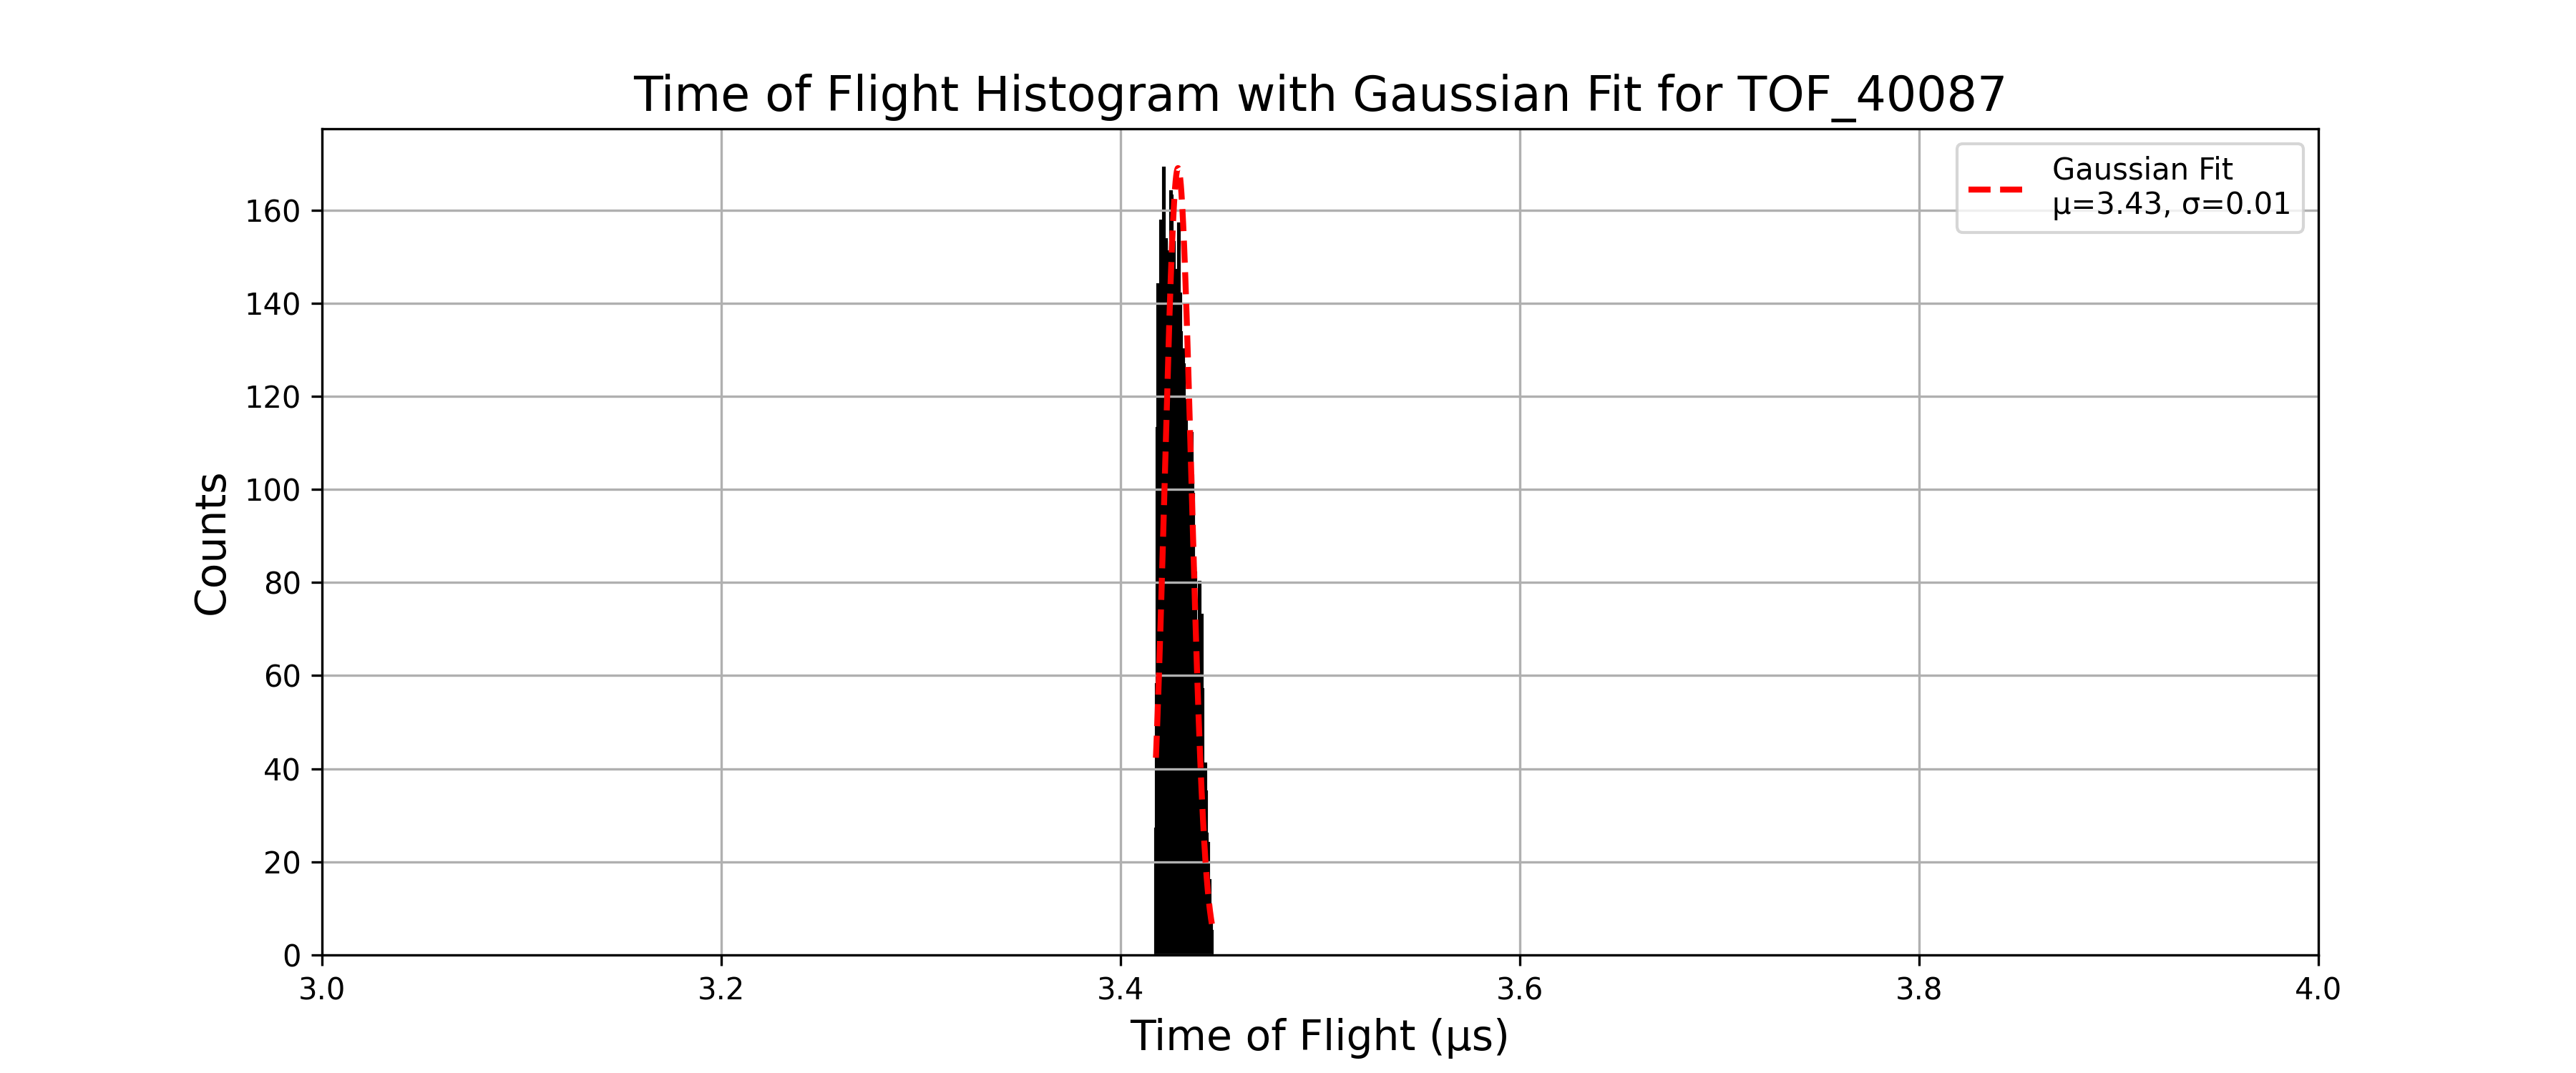 Time of Flight Histogram with Gaussian Fit for TOF_40087
Gaussian Fit
μ=3.43, σ=0.01
Counts
160
140
120
100
80
60
40
20
0
3.0 3.2 3.4 3.6 3.8 4.0
Time of Flight (μs)